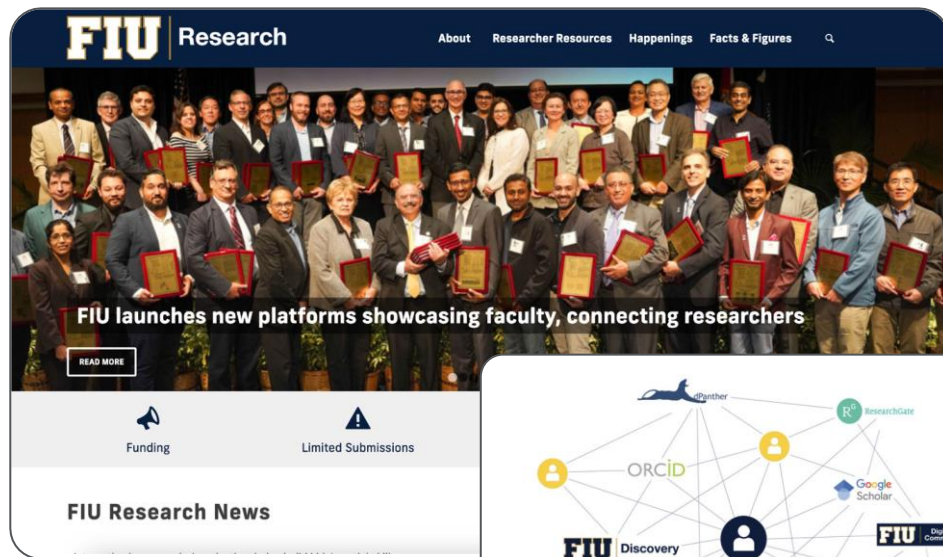 FIU Research
About Researcher Resources Happenings Facts & Figures
FIU launches new platforms showcasing faculty, connecting researchers
READ MORE
Funding
Limited Submissions
FIU Research News
dPanther
RG ResearchGate
ORCiD
Google
Scholar
FIU Discovery
FIU